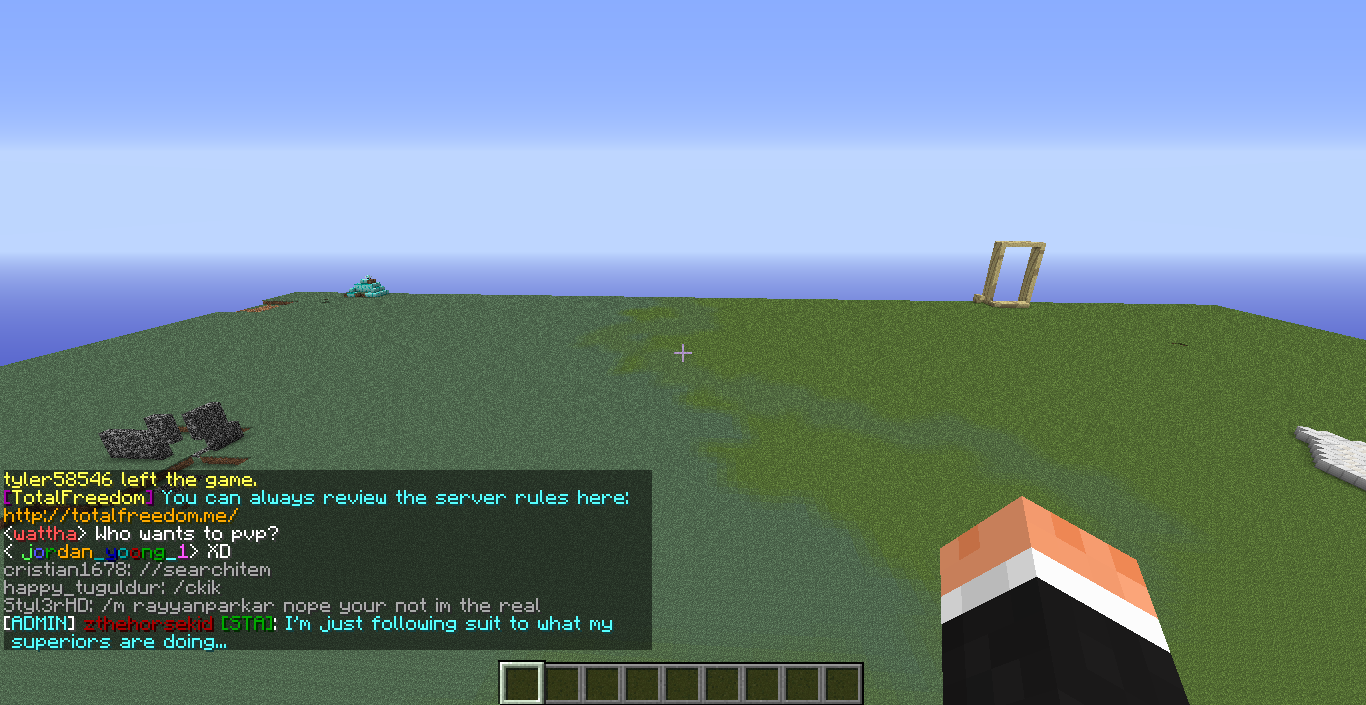 tyler58546 left the game.
[TotalFreedom] You can always review the server rules here:
http://totalfreedom.me/
<wattha> Who wants to pvp?
< jordan_yoong_1> XD
cristian1678: //searchitem
happy_tuguldur: /ckik
Styl3rHD: /m rayyanparkar nope your not im the real
[ADMIN] zthehorsekid [STA]: I'm just following suit to what my
superiors are doing...